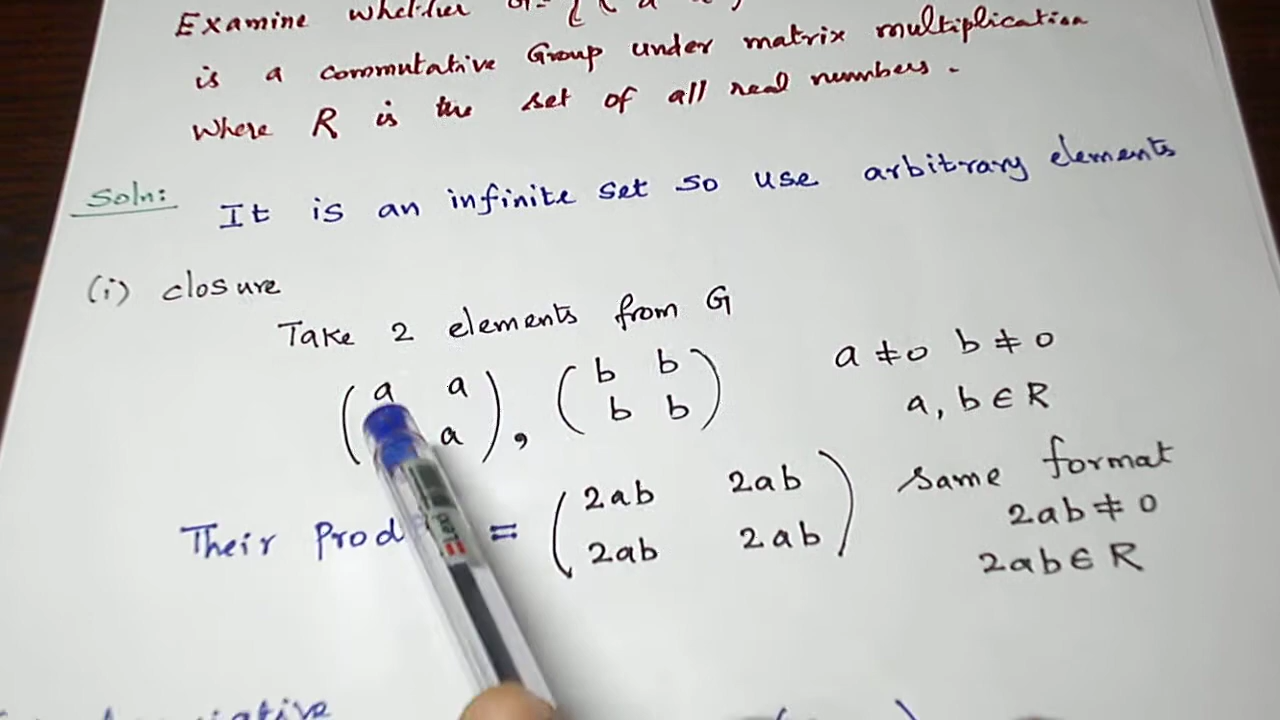 Examine whether G = { ( a
is a commutative Group under matrix multiplication
Where R is the set of all real numbers.
Soln: It is an infinite set so use arbitrary elements
(i) closure
Take 2 elements from G
( a a ) , ( b b ) a ≠ 0 b ≠ 0
a b b a, b ∈ R
Their Prod = ( 2ab 2ab ) same format
2ab 2ab 2ab ≠ 0
2ab ∈ R